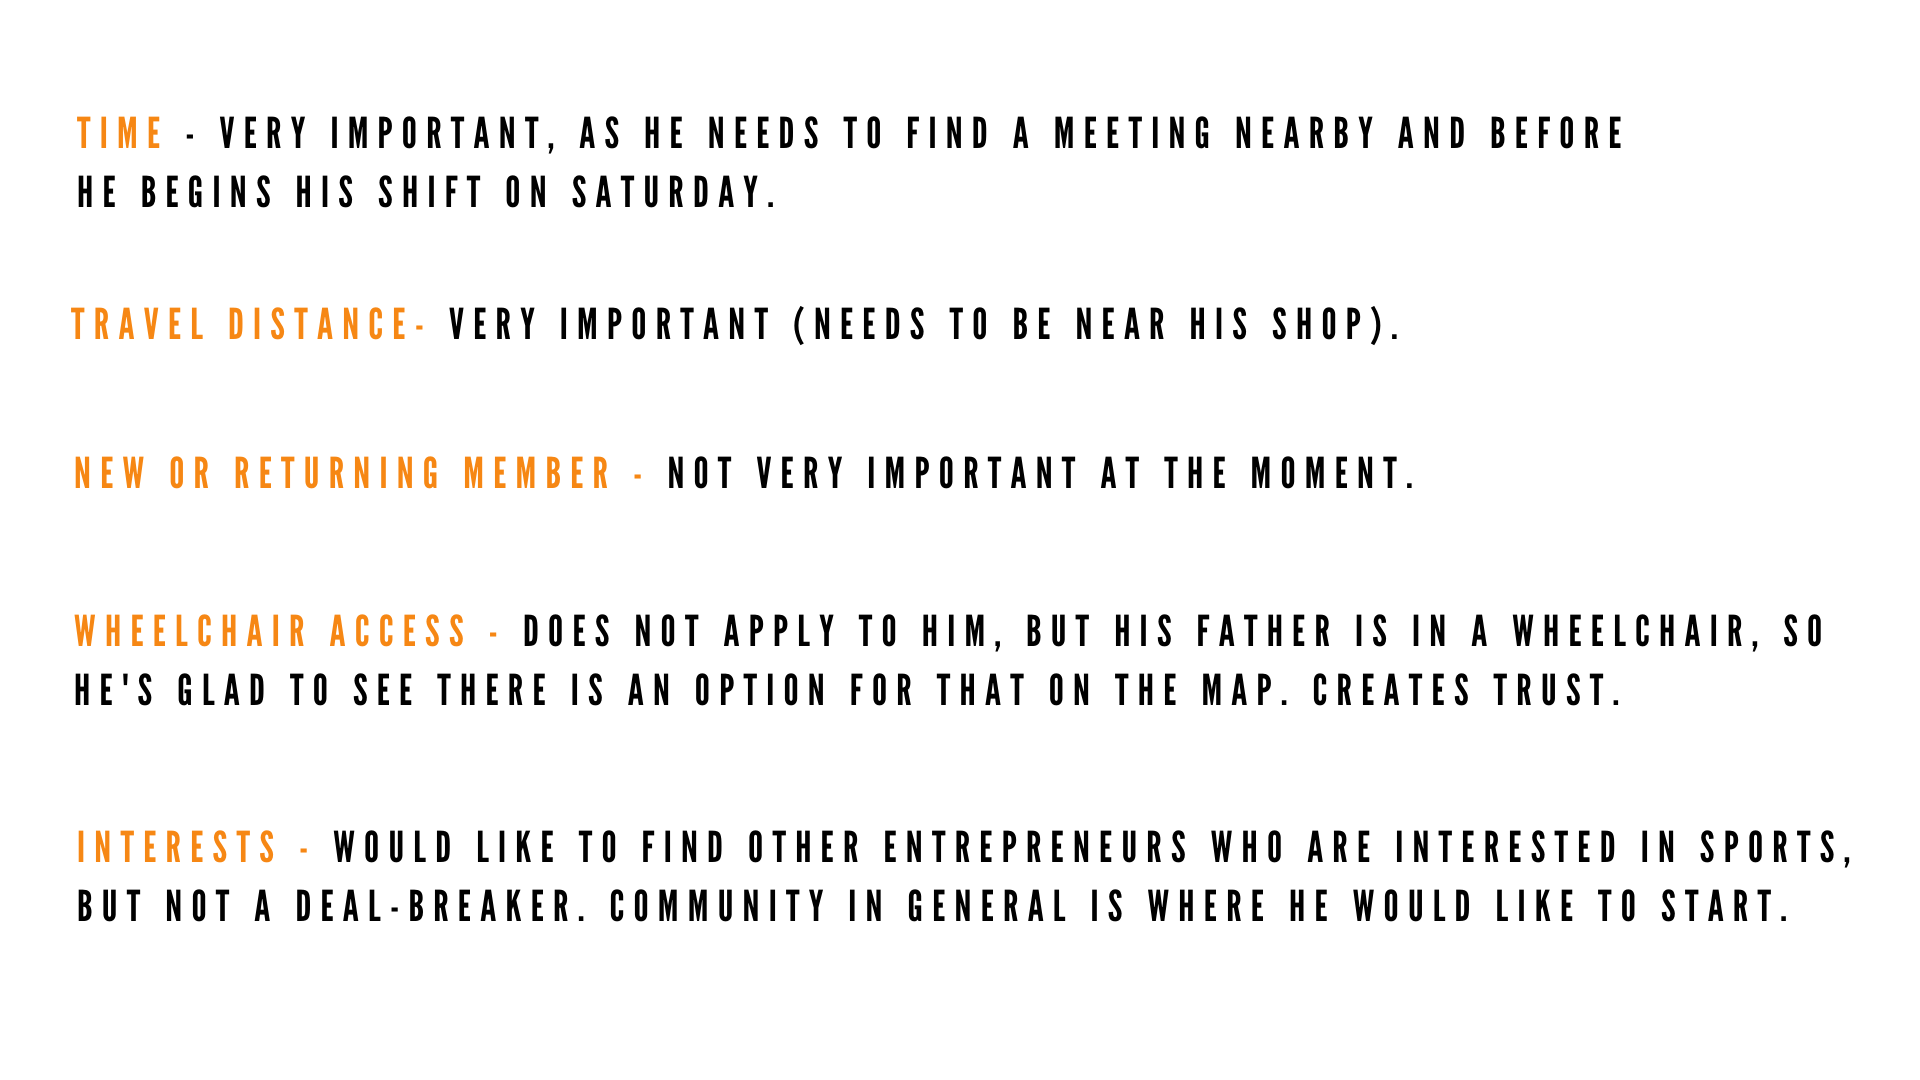 TIME - VERY IMPORTANT, AS HE NEEDS TO FIND A MEETING NEARBY AND BEFORE
HE BEGINS HIS SHIFT ON SATURDAY.
TRAVEL DISTANCE- VERY IMPORTANT (NEEDS TO BE NEAR HIS SHOP).
NEW OR RETURNING MEMBER - NOT VERY IMPORTANT AT THE MOMENT.
WHEELCHAIR ACCESS - DOES NOT APPLY TO HIM, BUT HIS FATHER IS IN A WHEELCHAIR, SO
HE'S GLAD TO SEE THERE IS AN OPTION FOR THAT ON THE MAP. CREATES TRUST.
INTERESTS - WOULD LIKE TO FIND OTHER ENTREPRENEURS WHO ARE INTERESTED IN SPORTS,
BUT NOT A DEAL-BREAKER. COMMUNITY IN GENERAL IS WHERE HE WOULD LIKE TO START.